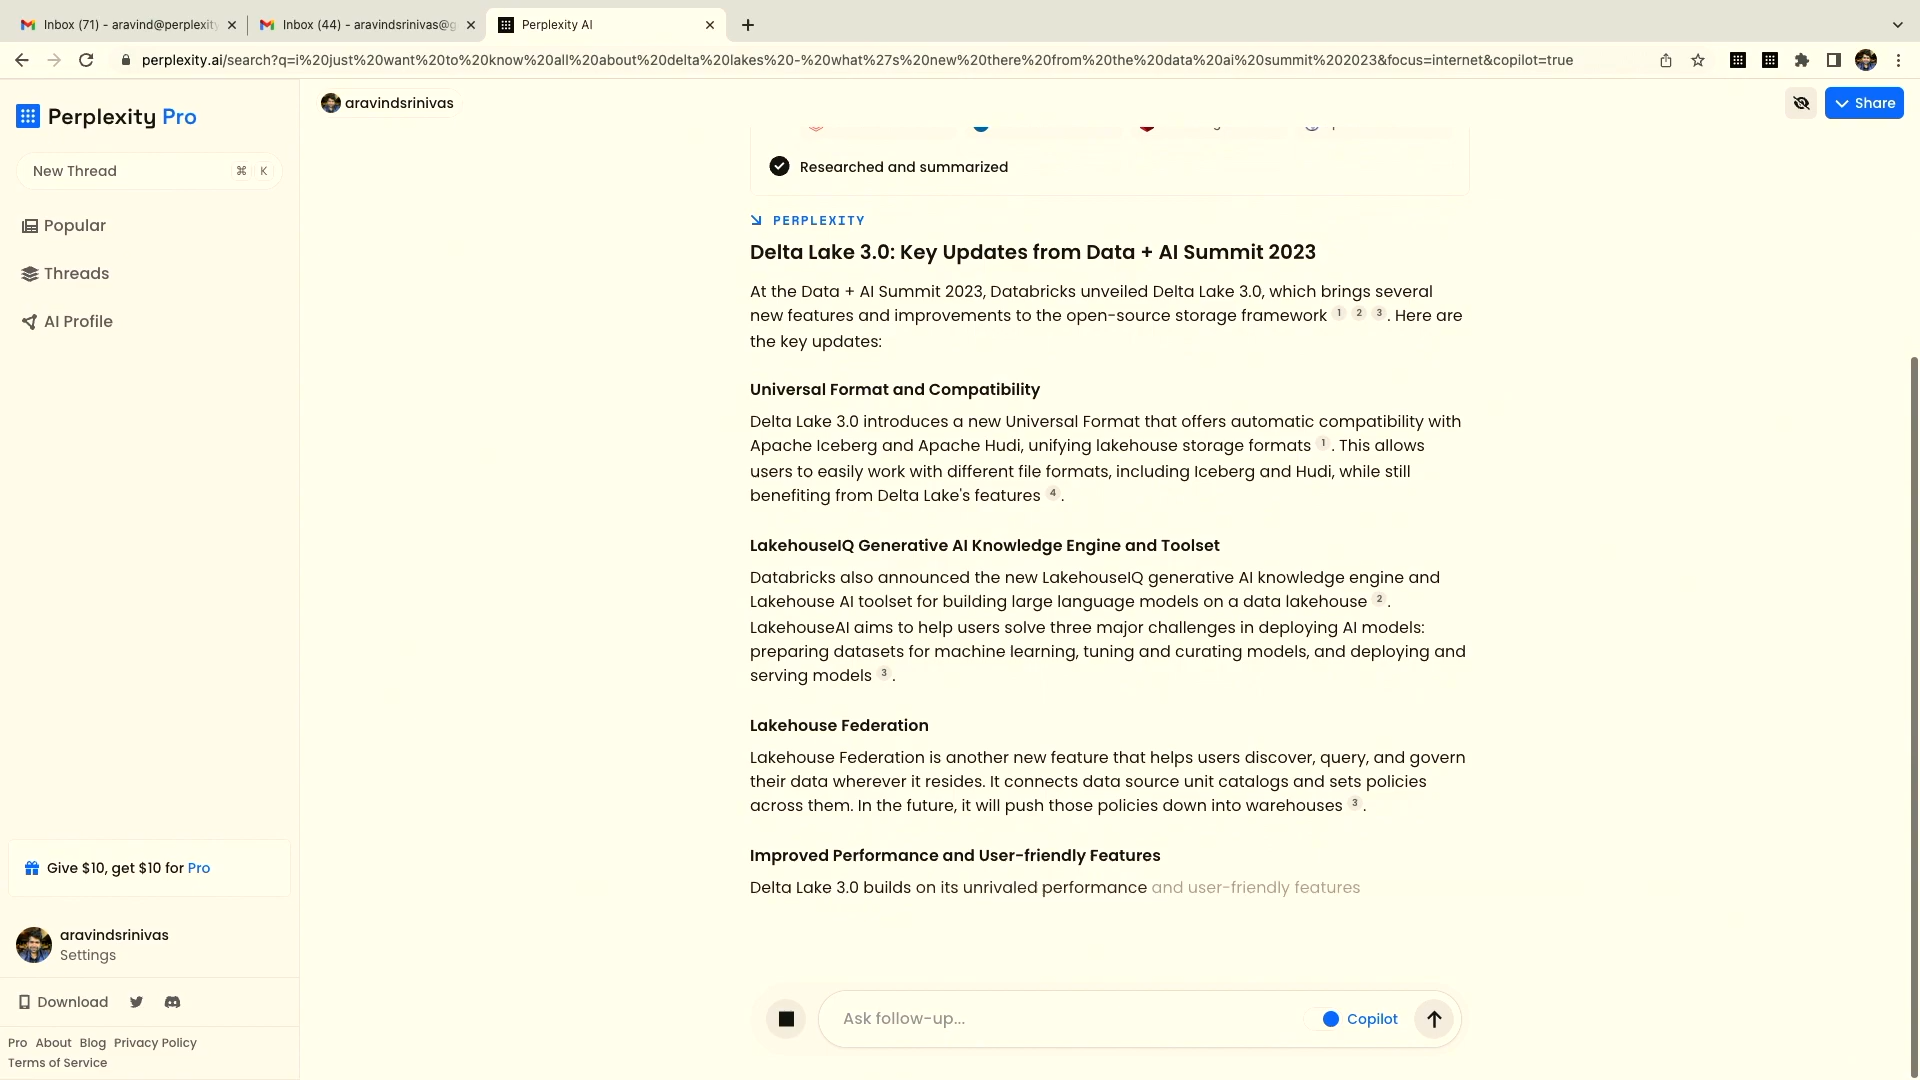 Inbox (71) - aravind@perplexity
Inbox (44) - aravindsrinivas@g
Perplexity AI
perplexity.ai/search?q=i%20just%20want%20to%20know%20all%20about%20delta%20lakes%20-%20what%27s%20new%20there%20from%20the%20data%20ai%20summit%202023&focus=internet&copilot=true
Perplexity Pro
New Thread ⌘ K
Popular
Threads
AI Profile
Give $10, get $10 for Pro
aravindsrinivas
Settings
Download
Pro About Blog Privacy Policy
Terms of Service
aravindsrinivas
Share
Researched and summarized
PERPLEXITY
Delta Lake 3.0: Key Updates from Data + AI Summit 2023
At the Data + AI Summit 2023, Databricks unveiled Delta Lake 3.0, which brings several
new features and improvements to the open-source storage framework 1 2 3. Here are
the key updates:
Universal Format and Compatibility
Delta Lake 3.0 introduces a new Universal Format that offers automatic compatibility with
Apache Iceberg and Apache Hudi, unifying lakehouse storage formats 1. This allows
users to easily work with different file formats, including Iceberg and Hudi, while still
benefiting from Delta Lake's features 4.
LakehouseIQ Generative AI Knowledge Engine and Toolset
Databricks also announced the new LakehouseIQ generative AI knowledge engine and
Lakehouse AI toolset for building large language models on a data lakehouse 2.
LakehouseAI aims to help users solve three major challenges in deploying AI models:
preparing datasets for machine learning, tuning and curating models, and deploying and
serving models 3.
Lakehouse Federation
Lakehouse Federation is another new feature that helps users discover, query, and govern
their data wherever it resides. It connects data source unit catalogs and sets policies
across them. In the future, it will push those policies down into warehouses 3.
Improved Performance and User-friendly Features
Delta Lake 3.0 builds on its unrivaled performance and user-friendly features
Ask follow-up...
Copilot